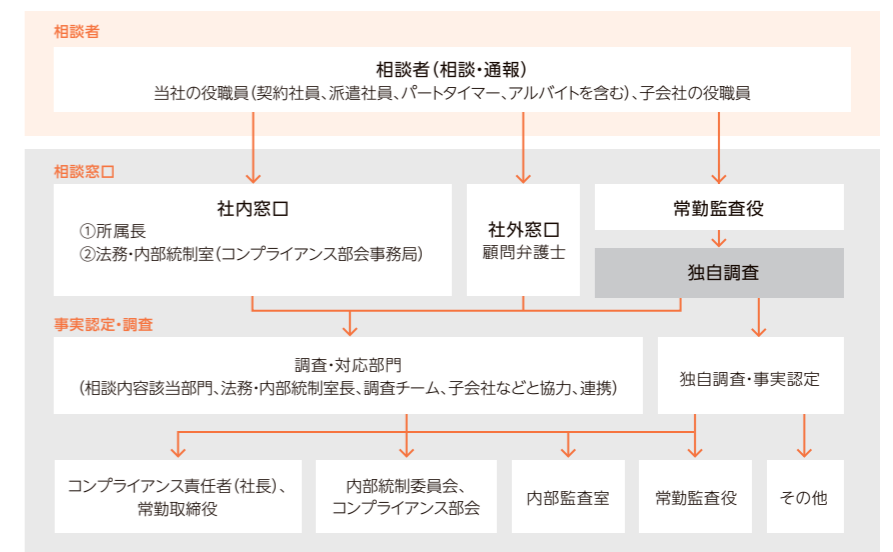 相談者
相談者(相談・通報)
当社の役職員(契約社員、派遣社員、パートタイマー、アルバイトを含む)、子会社の役職員
相談窓口
社内窓口
①所属長
②法務・内部統制室(コンプライアンス部会事務局)
社外窓口
顧問弁護士
常勤監査役
独自調査
事実認定・調査
調査・対応部門
(相談内容該当部門、法務・内部統制室長、調査チーム、子会社などと協力、連携)
独自調査・事実認定
コンプライアンス責任者(社長)、
常勤取締役
内部統制委員会、
コンプライアンス部会
内部監査室
常勤監査役
その他